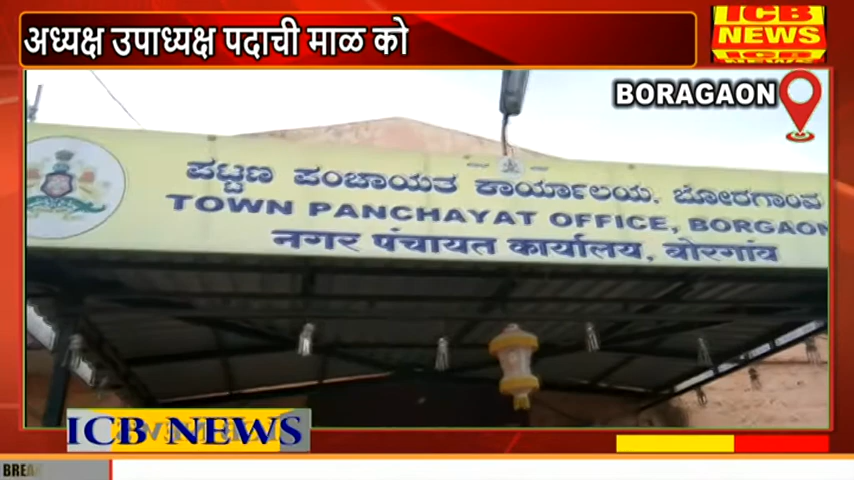 अध्यक्ष उपाध्यक्ष पदाची माळ को
ICB
NEWS
BORAGAON
ಪಟ್ಟಣ ಪಂಚಾಯತ ಕಾರ್ಯಾಲಯ, ಬೋರಗಾಂವ
TOWN PANCHAYAT OFFICE, BORGAON
नगर पंचायत कार्यालय, बोरगांव
ICB NEWS
BREA